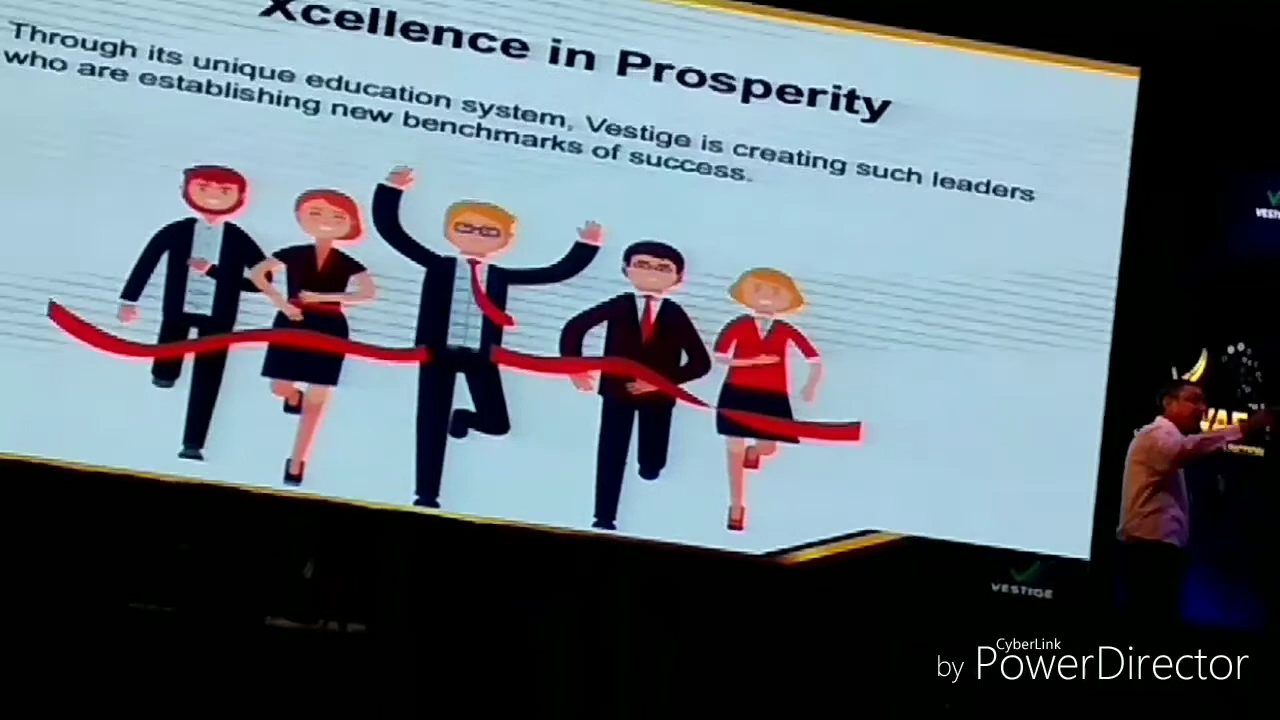 Xcellence in Prosperity
Through its unique education system, Vestige is creating such leaders
who are establishing new benchmarks of success.
VESTIGE
CyberLink
by PowerDirector